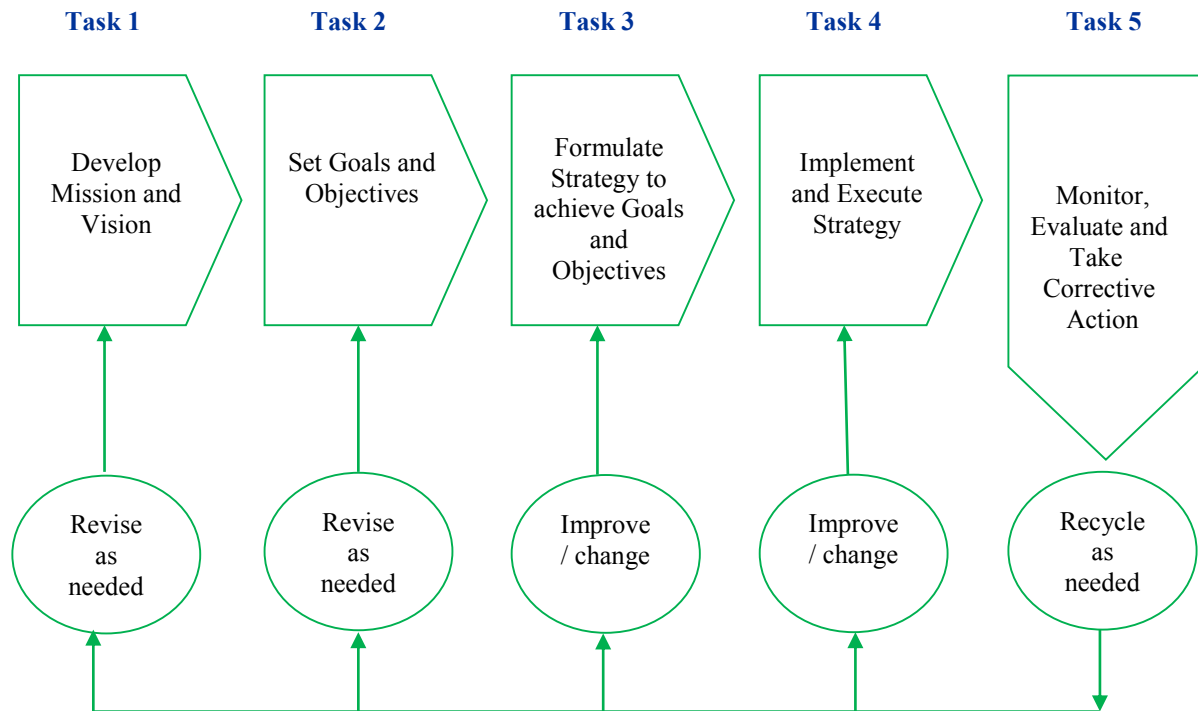 Task 1
Task 2
Task 3
Task 4
Task 5
Develop
Mission and
Vision
Set Goals and
Objectives
Formulate
Strategy to
achieve Goals
and
Objectives
Implement
and Execute
Strategy
Monitor,
Evaluate and
Take
Corrective
Action
Revise
as
needed
Revise
as
needed
Improve
/ change
Improve
/ change
Recycle
as
needed